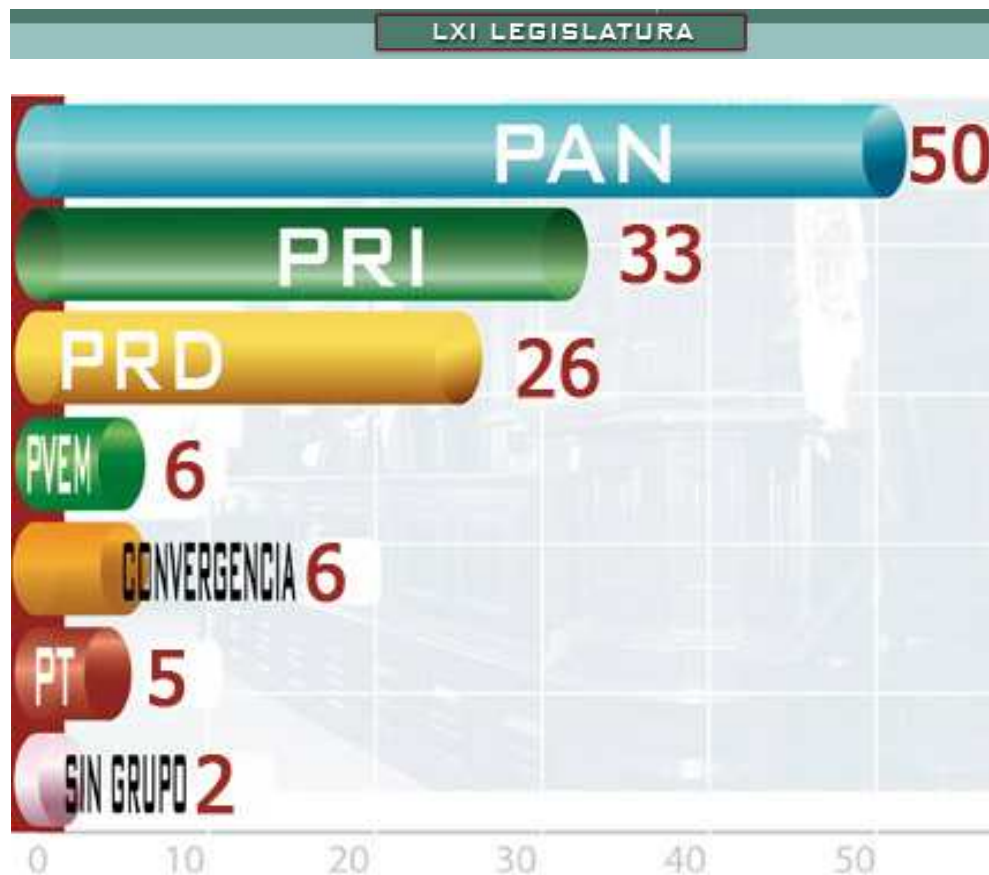 LXI LEGISLATURA
PAN 50
PRI 33
PRD 26
PVEM 6
CONVERGENCIA 6
PT 5
SIN GRUPO 2
0 10 20 30 40 50